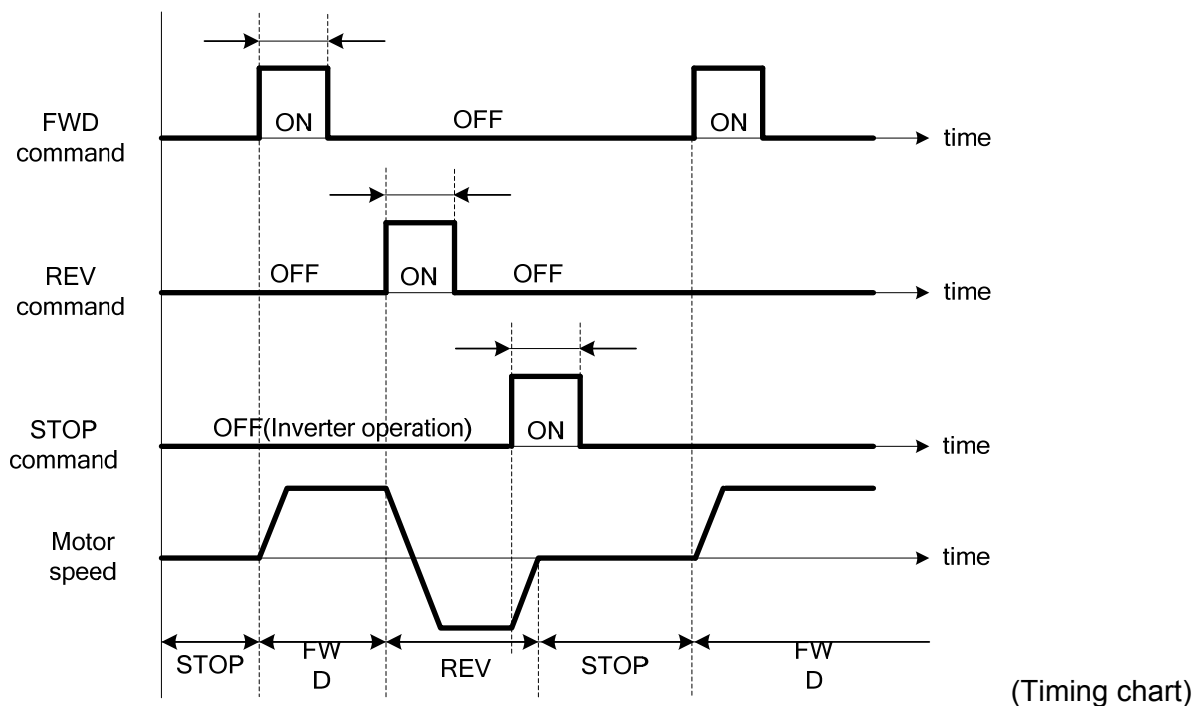 FWD
command
ON
OFF
ON
time
REV
command
OFF
ON
OFF
time
STOP
command
OFF(Inverter operation)
ON
time
Motor
speed
time
STOP
FW
D
REV
STOP
FW
D
(Timing chart)